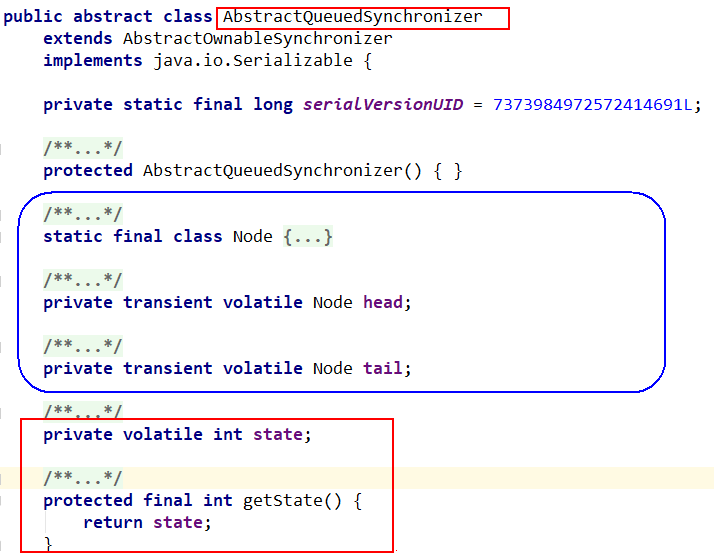 public abstract class AbstractQueuedSynchronizer
extends AbstractOwnableSynchronizer
implements java.io.Serializable {
private static final long serialVersionUID = 7373984972572414691L;
/**...*/
protected AbstractQueuedSynchronizer() { }
/**...*/
static final class Node {...}
/**...*/
private transient volatile Node head;
/**...*/
private transient volatile Node tail;
/**...*/
private volatile int state;
/**...*/
protected final int getState() {
return state;
}